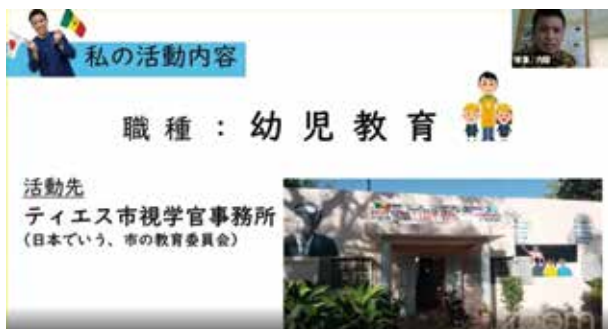 私の活動内容
職種：幼児教育
活動先
ティエス市視学官事務所
(日本でいう、市の教育委員会)
zoom